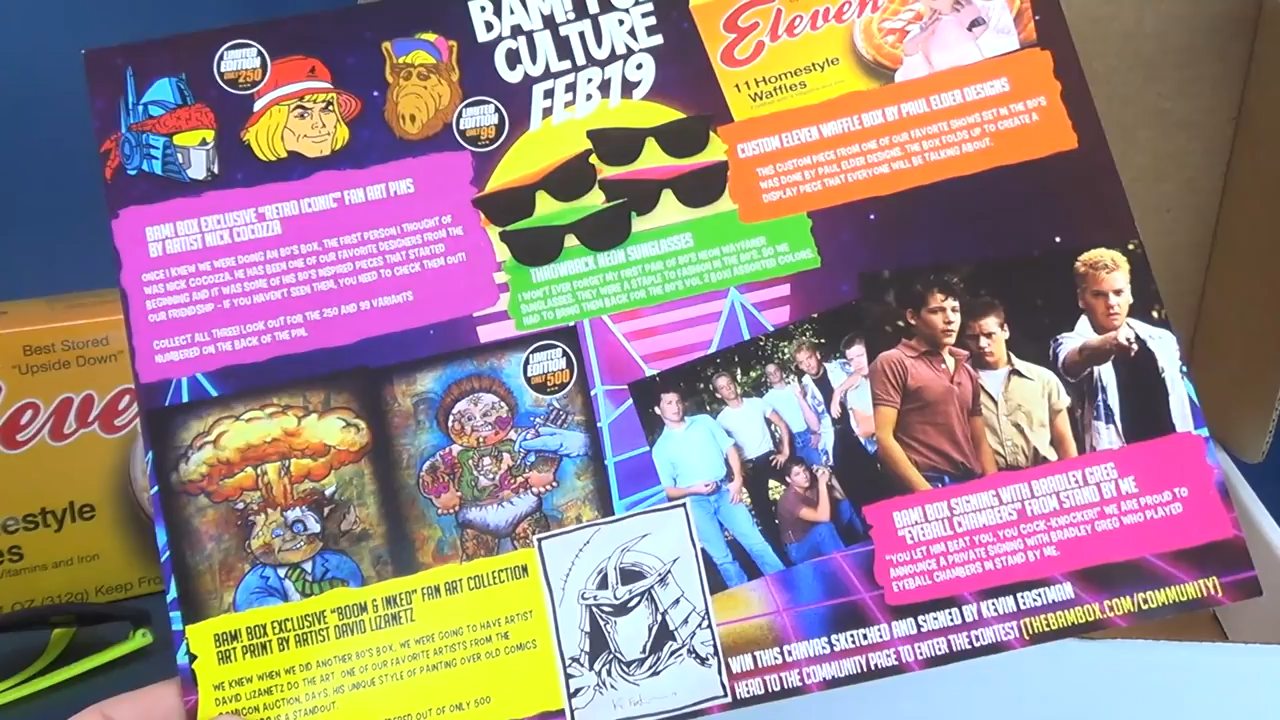 BAM!
CULTURE
FEB19
LIMITED
EDITION
ONLY 250
LIMITED
EDITION
ONLY 99
Eleven
11 Homestyle
Waffles
CUSTOM ELEVEN WAFFLE BOX BY PAUL ELDER DESIGNS
THIS CUSTOM PIECE FROM ONE OF OUR FAVORITE SHOWS SET IN THE 80'S
WAS DONE BY PAUL ELDER DESIGNS. THE BOX FOLDS UP TO CREATE A
DISPLAY PIECE THAT EVERYONE WILL BE TALKING ABOUT.
BAM! BOX EXCLUSIVE "RETRO ICONIC" FAN ART PINS
BY ARTIST NICK COCOZZA
ONCE I KNEW WE WERE DOING AN 80'S BOX, THE FIRST PERSON I THOUGHT OF
WAS NICK COCOZZA. HE HAS BEEN ONE OF OUR FAVORITE DESIGNERS FROM THE
BEGINNING AND IT WAS SOME OF HIS 80'S INSPIRED PIECES THAT STARTED
OUR FRIENDSHIP - IF YOU HAVEN'T SEEN THEM, YOU NEED TO CHECK THEM OUT!
COLLECT ALL THREE! LOOK OUT FOR THE 250 AND 99 VARIANTS
NUMBERED ON THE BACK OF THE PIN.
THROWBACK NEON SUNGLASSES
I WON'T EVER FORGET MY FIRST PAIR OF 80'S NEON WAYFARER
SUNGLASSES. THEY WERE A STAPLE TO FASHION IN THE 80'S. SO WE
HAD TO BRING THEM BACK FOR THE 80'S VOL 2 BOX! ASSORTED COLORS.
LIMITED
EDITION
ONLY 500
BAM! BOX SIGNING WITH BRADLEY GREG
"EYEBALL CHAMBERS" FROM STAND BY ME
"YOU LET HIM BEAT YOU, YOU COCK-KNOCKER!" WE ARE PROUD TO
ANNOUNCE A PRIVATE SIGNING WITH BRADLEY GREG WHO PLAYED
EYEBALL CHAMBERS IN STAND BY ME.
BAM! BOX EXCLUSIVE "BOOM & INKED" FAN ART COLLECTION
ART PRINT BY ARTIST DAVID LIZANETZ
WE KNEW WHEN WE DID ANOTHER 80'S BOX, WE WERE GOING TO HAVE ARTIST
DAVID LIZANETZ DO THE ART. ONE OF OUR FAVORITE ARTISTS FROM THE
COMICON AUCTION, DAYS, HIS UNIQUE STYLE OF PAINTING OVER OLD COMICS
IS A STANDOUT.
OUT OF ONLY 500
WIN THIS CANVAS SKETCHED AND SIGNED BY KEVIN EASTMAN
HEAD TO THE COMMUNITY PAGE TO ENTER THE CONTEST (THEBAMBOX.COM/COMMUNITY)
Best Stored
"Upside Down"
leve
estyle
es
Vitamins and Iron
OZ (312g) Keep Fro